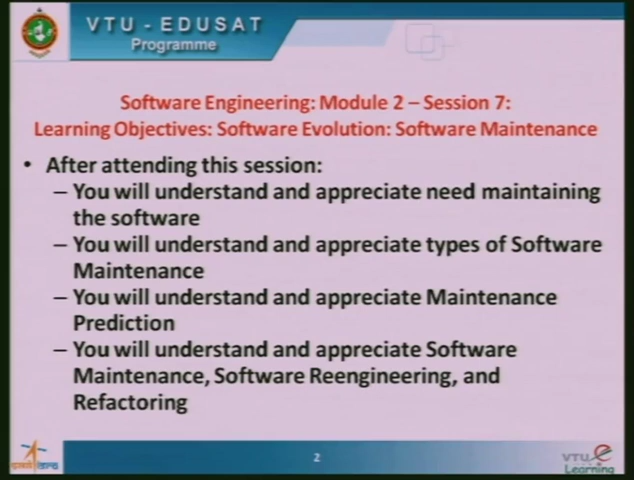 VTU - EDUSAT
Programme
Software Engineering: Module 2 – Session 7:
Learning Objectives: Software Evolution: Software Maintenance
• After attending this session:
– You will understand and appreciate need maintaining
the software
– You will understand and appreciate types of Software
Maintenance
– You will understand and appreciate Maintenance
Prediction
– You will understand and appreciate Software
Maintenance, Software Reengineering, and
Refactoring
2
VTU e
Learning